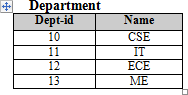 Department
Dept-id Name
10 CSE
11 IT
12 ECE
13 ME